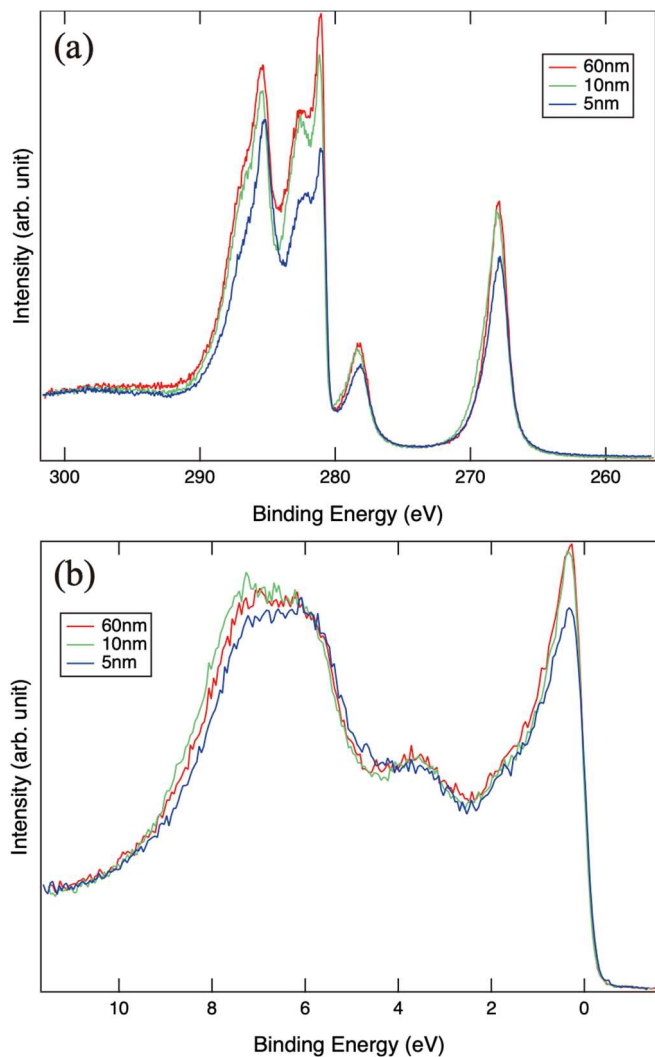 (a)
60nm
10nm
5nm
Intensity (arb. unit)
300 290 280 270 260
Binding Energy (eV)
(b)
60nm
10nm
5nm
Intensity (arb. unit)
10 8 6 4 2 0
Binding Energy (eV)